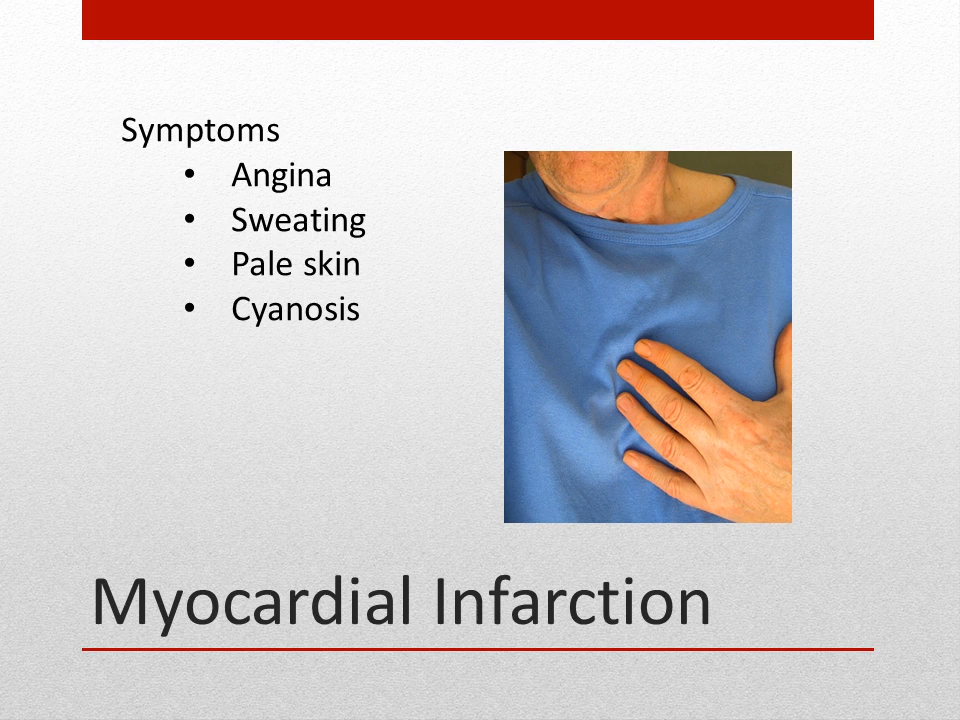 Symptoms
• Angina
• Sweating
• Pale skin
• Cyanosis
Myocardial Infarction